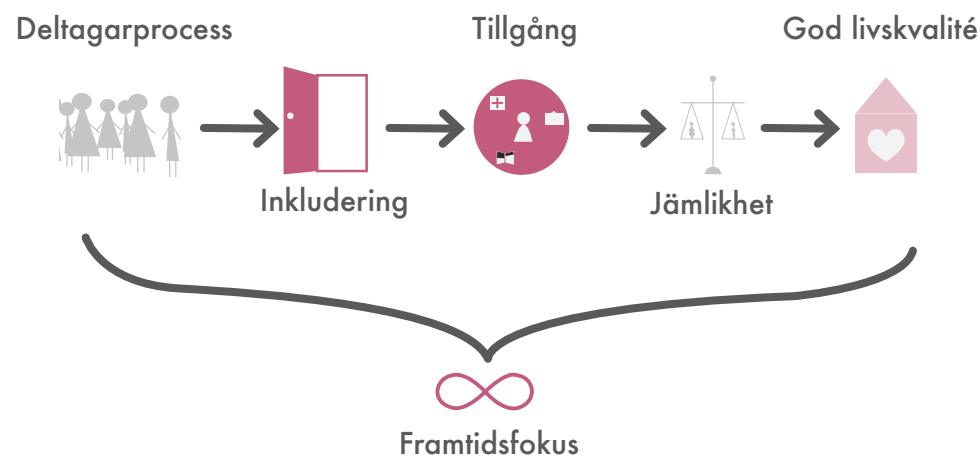 Deltagarprocess
Tillgång
God livskvalité
Inkludering
Jämlikhet
Framtidsfokus